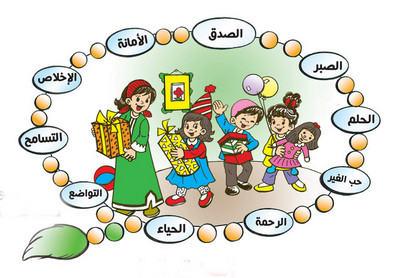 الصدق
الصبر
الحلم
حب الغير
الرحمة
الحياء
التواضع
التسامح
الإخلاص
الأمانة